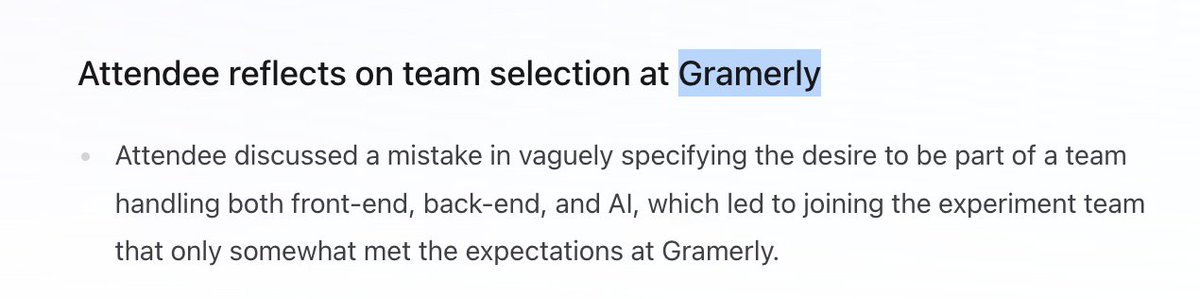 Attendee reflects on team selection at Gramerly
• Attendee discussed a mistake in vaguely specifying the desire to be part of a team
handling both front-end, back-end, and AI, which led to joining the experiment team
that only somewhat met the expectations at Gramerly.